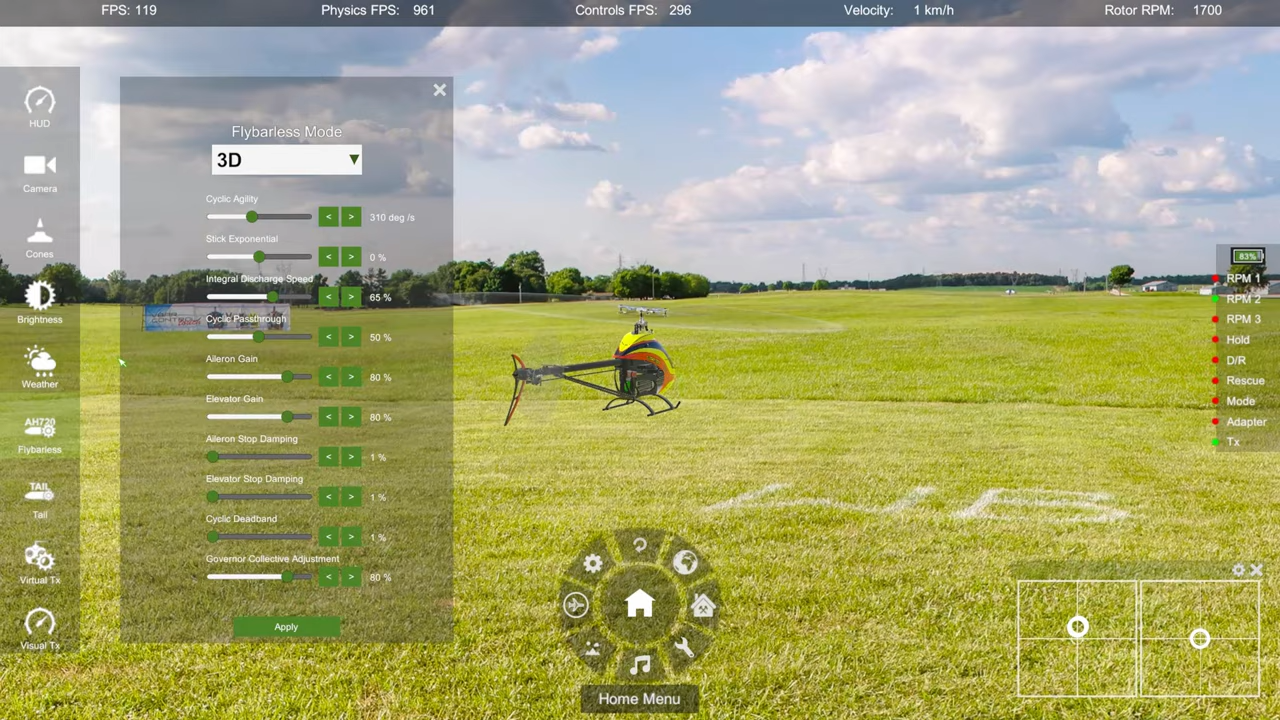 FPS: 119 Physics FPS: 961 Controls FPS: 296 Velocity: 1 km/h Rotor RPM: 1700
HUD
Camera
Cones
Brightness
Weather
AH720
Flybarless
TAIL
Tail
Virtual Tx
Visual Tx
Flybarless Mode
3D
Cyclic Agility
< > 310 deg /s
Stick Exponential
< > 0 %
Integral Discharge Speed
< > 65 %
Cyclic Passthrough
< > 50 %
Aileron Gain
< > 80 %
Elevator Gain
< > 80 %
Aileron Stop Damping
< > 1 %
Elevator Stop Damping
< > 1 %
Cyclic Deadband
< > 1 %
Governor Collective Adjustment
< > 80 %
Apply
83%
RPM 1
RPM 2
RPM 3
Hold
D/R
Rescue
Mode
Adapter
Tx
Home Menu